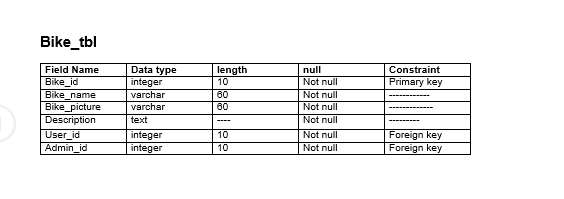 Bike_tbl
Field Name Data type length null Constraint
Bike_id integer 10 Not null Primary key
Bike_name varchar 60 Not null ------------
Bike_picture varchar 60 Not null -------------
Description text ---- Not null ---------
User_id integer 10 Not null Foreign key
Admin_id integer 10 Not null Foreign key